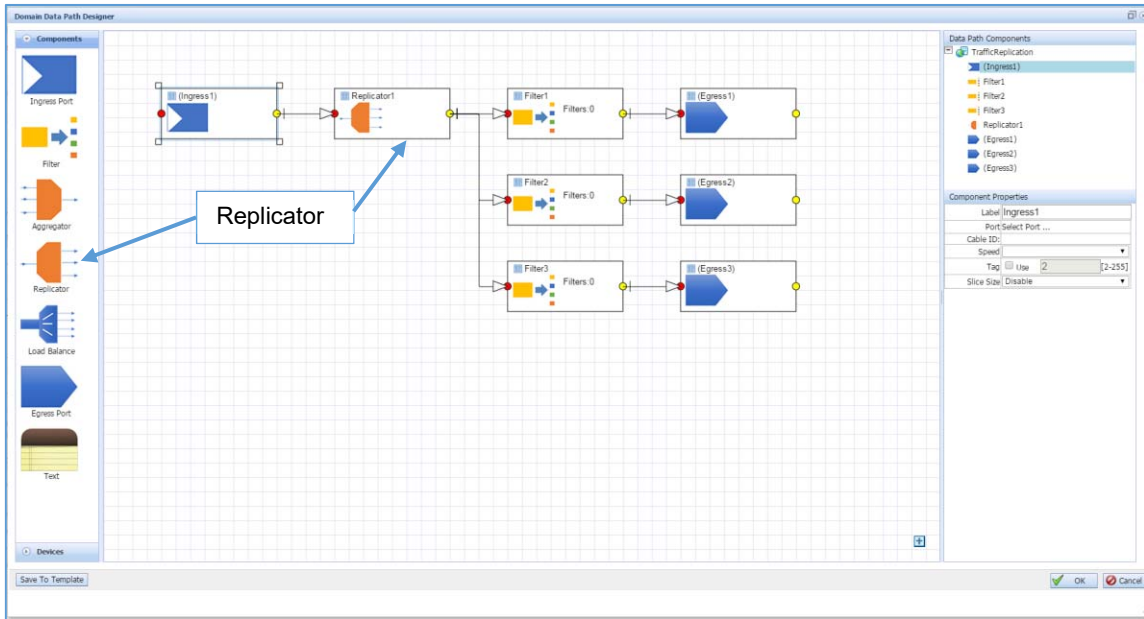 Domain Data Path Designer
Components
Ingress Port
Filter
Aggregator
Replicator
Load Balance
Egress Port
Text
Devices
(Ingress1)
Replicator1
Filter1
Filters:0
(Egress1)
Filter2
Filters:0
(Egress2)
Filter3
Filters:0
(Egress3)
Replicator
Data Path Components
TrafficReplication
(Ingress1)
Filter1
Filter2
Filter3
Replicator1
(Egress1)
(Egress2)
(Egress3)
Component Properties
Label Ingress1
Port Select Port ...
Cable ID:
Speed
Tag Use 2 [2-255]
Slice Size Disable
Save To Template
OK Cancel